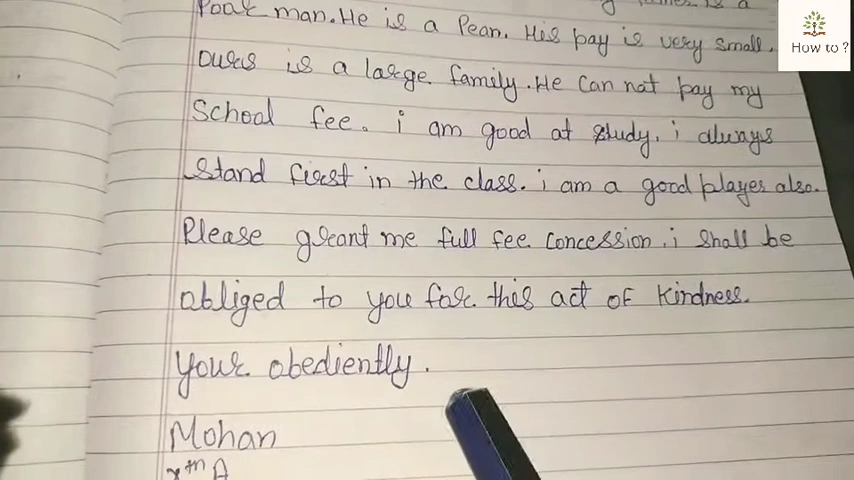 is a
Poor man. He is a Pean. His pay is very small.
How to ?
ours is a large family. He can not pay my
School fee. i am good at study. i always
stand first in the class. i am a good player also.
Please grant me full fee concession. i shall be
obliged to you for this act of kindness.
your obediently.
Mohan
A